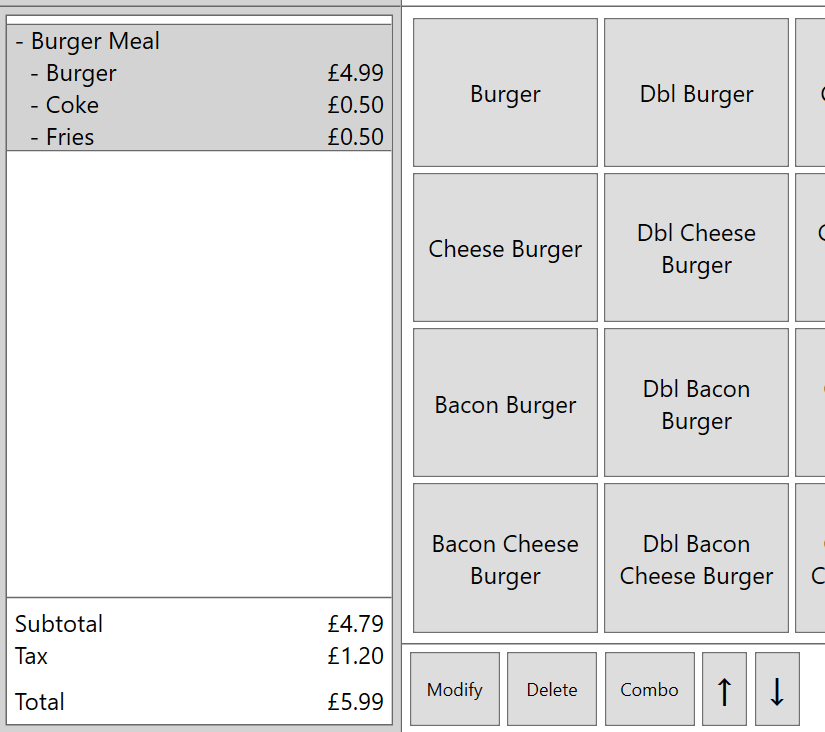 - Burger Meal
- Burger £4.99
- Coke £0.50
- Fries £0.50
Subtotal £4.79
Tax £1.20
Total £5.99
Burger
Dbl Burger
Cheese Burger
Dbl Cheese
Burger
Bacon Burger
Dbl Bacon
Burger
Bacon Cheese
Burger
Dbl Bacon
Cheese Burger
Modify
Delete
Combo
↑
↓